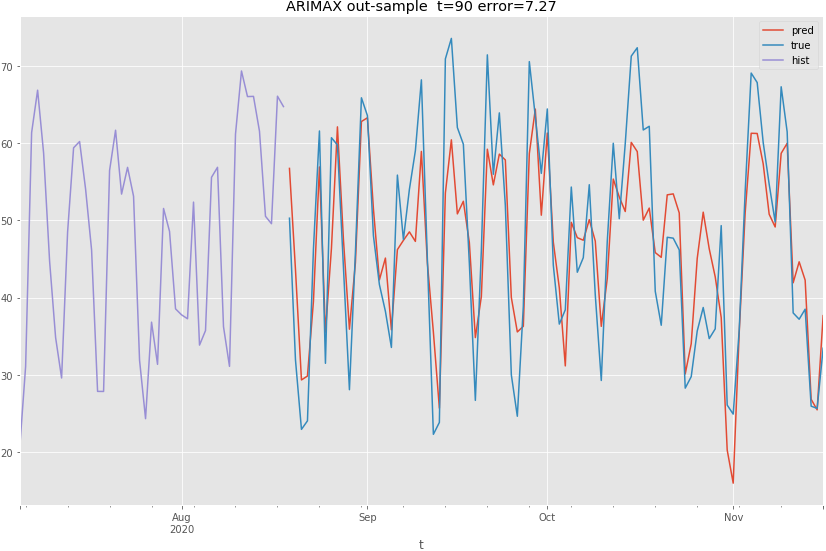 ARIMAX out-sample  t=90 error=7.27
pred
true
hist
70
60
50
40
30
20
Aug
2020
Sep
Oct
Nov
t